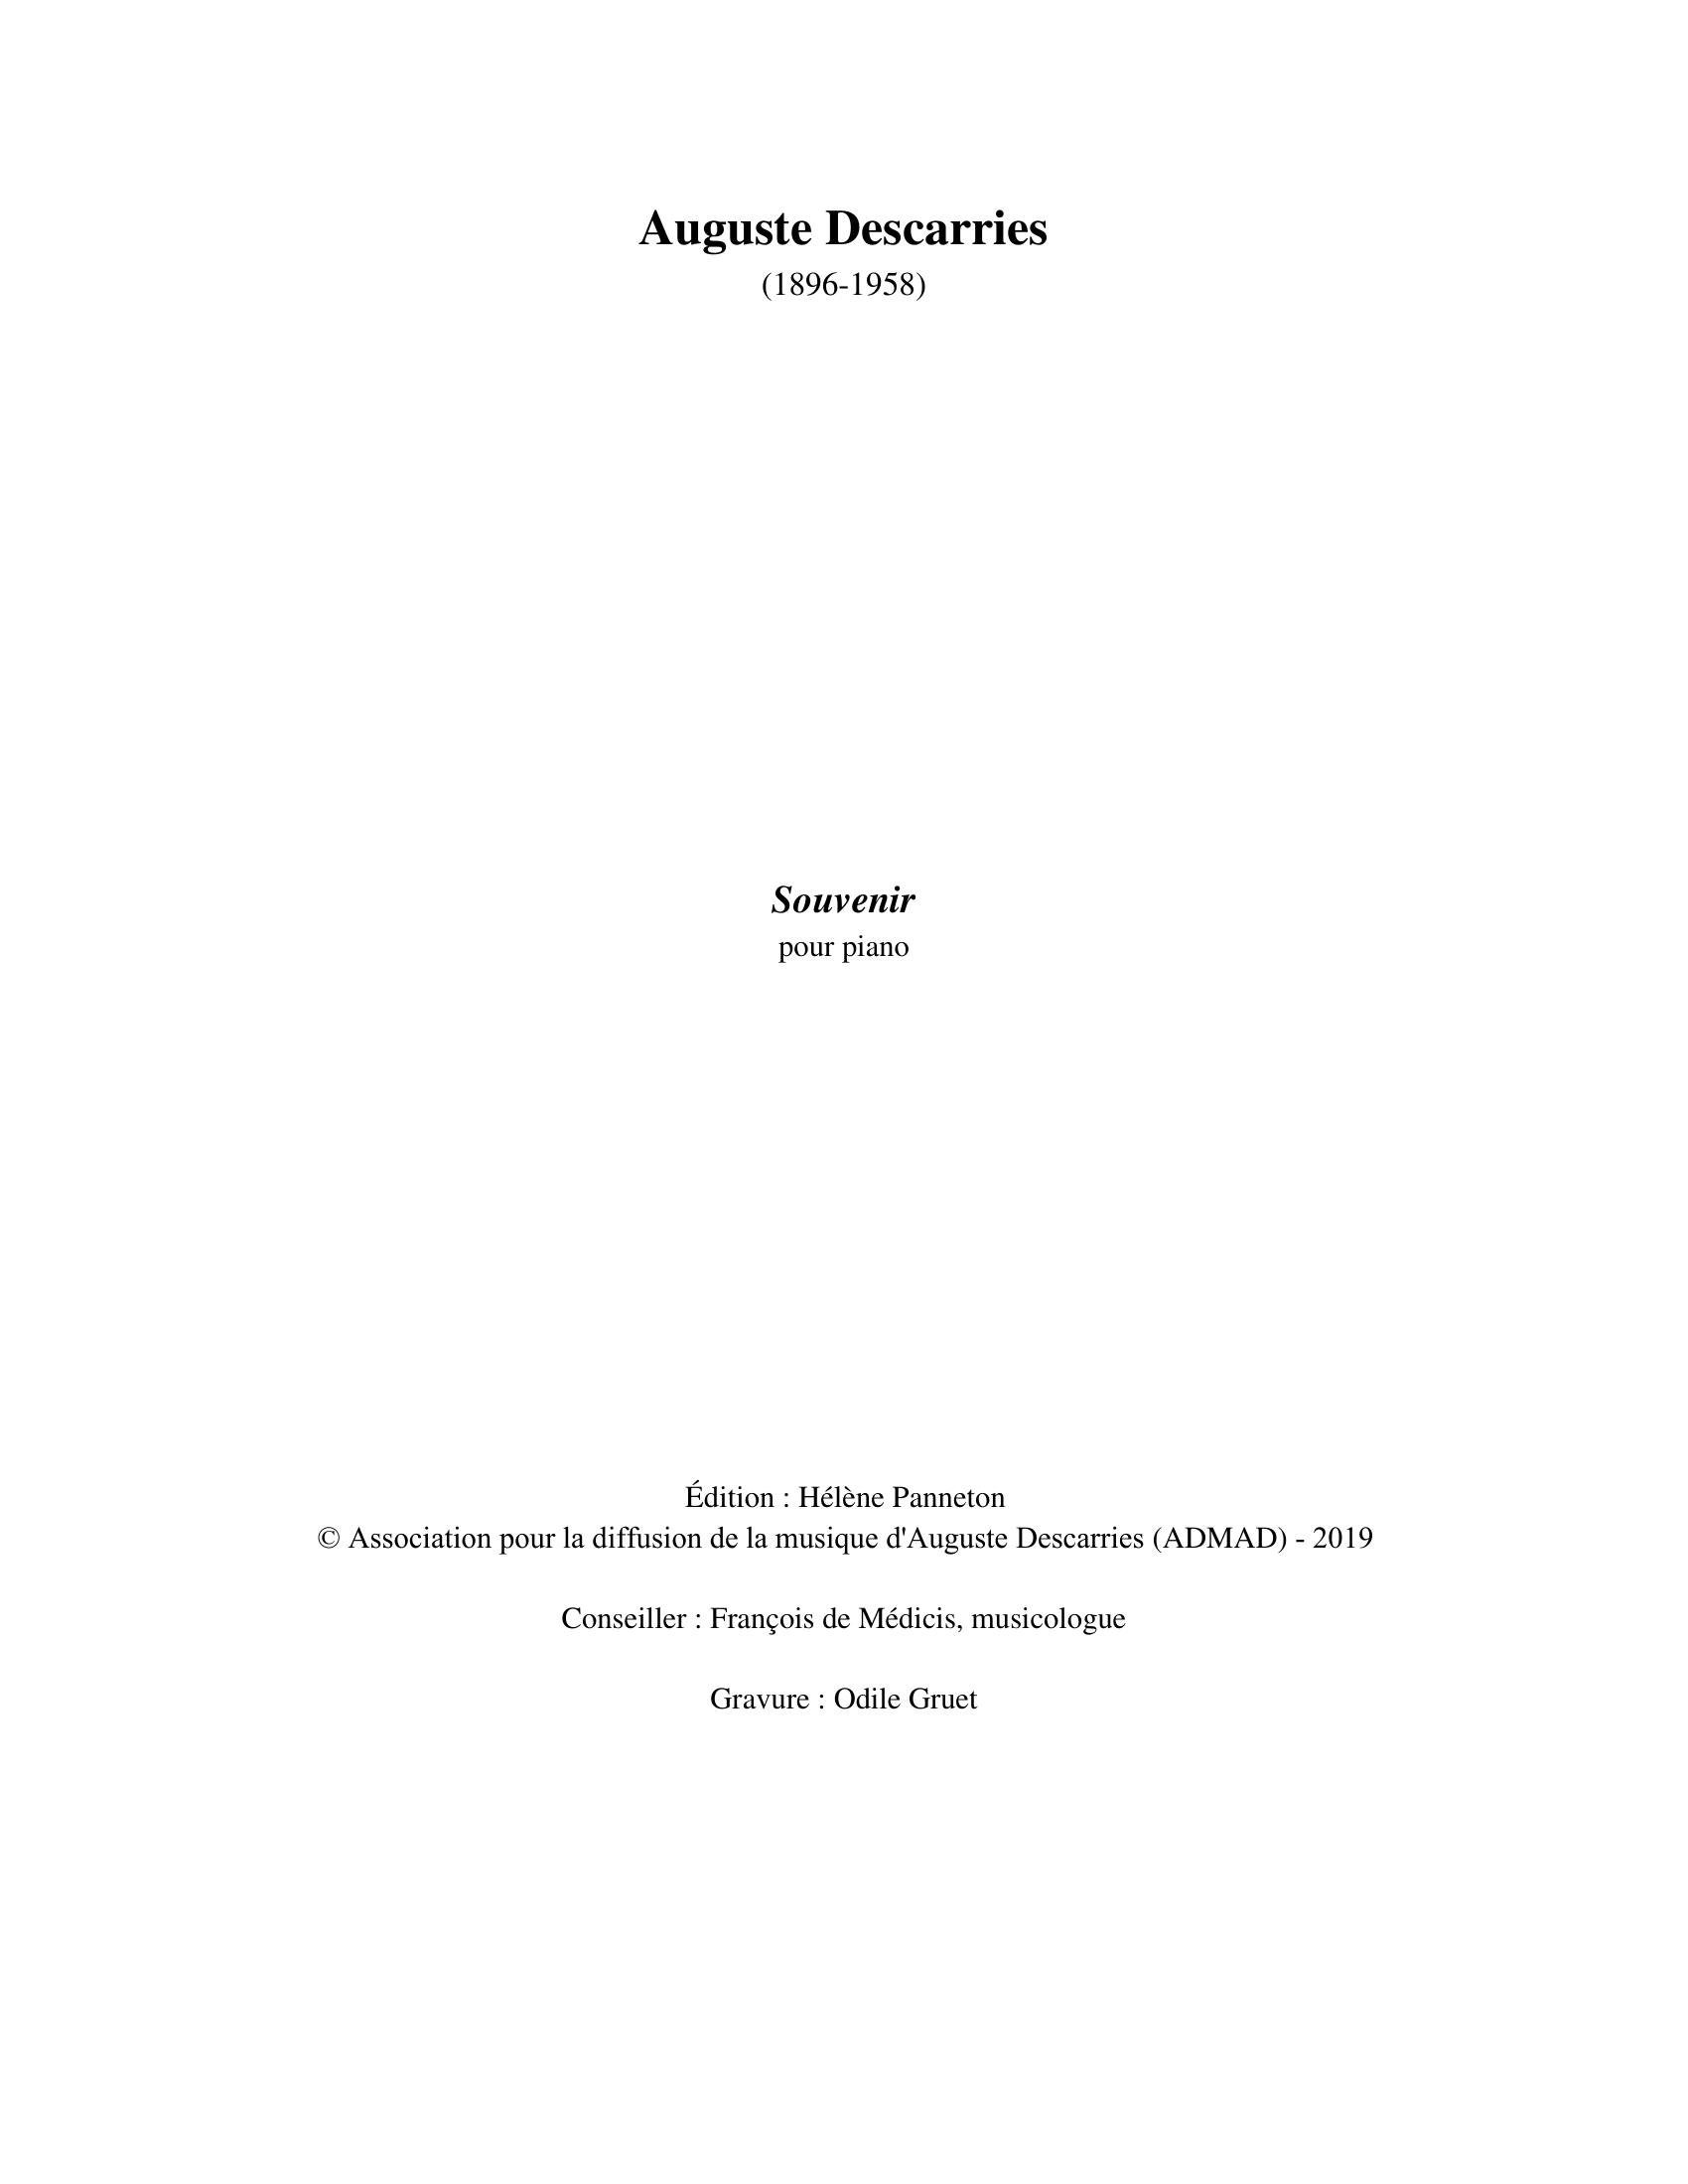 Auguste Descarries
(1896-1958)
Souvenir
pour piano
Édition : Hélène Panneton
© Association pour la diffusion de la musique d'Auguste Descarries (ADMAD) - 2019
Conseiller : François de Médicis, musicologue
Gravure : Odile Gruet